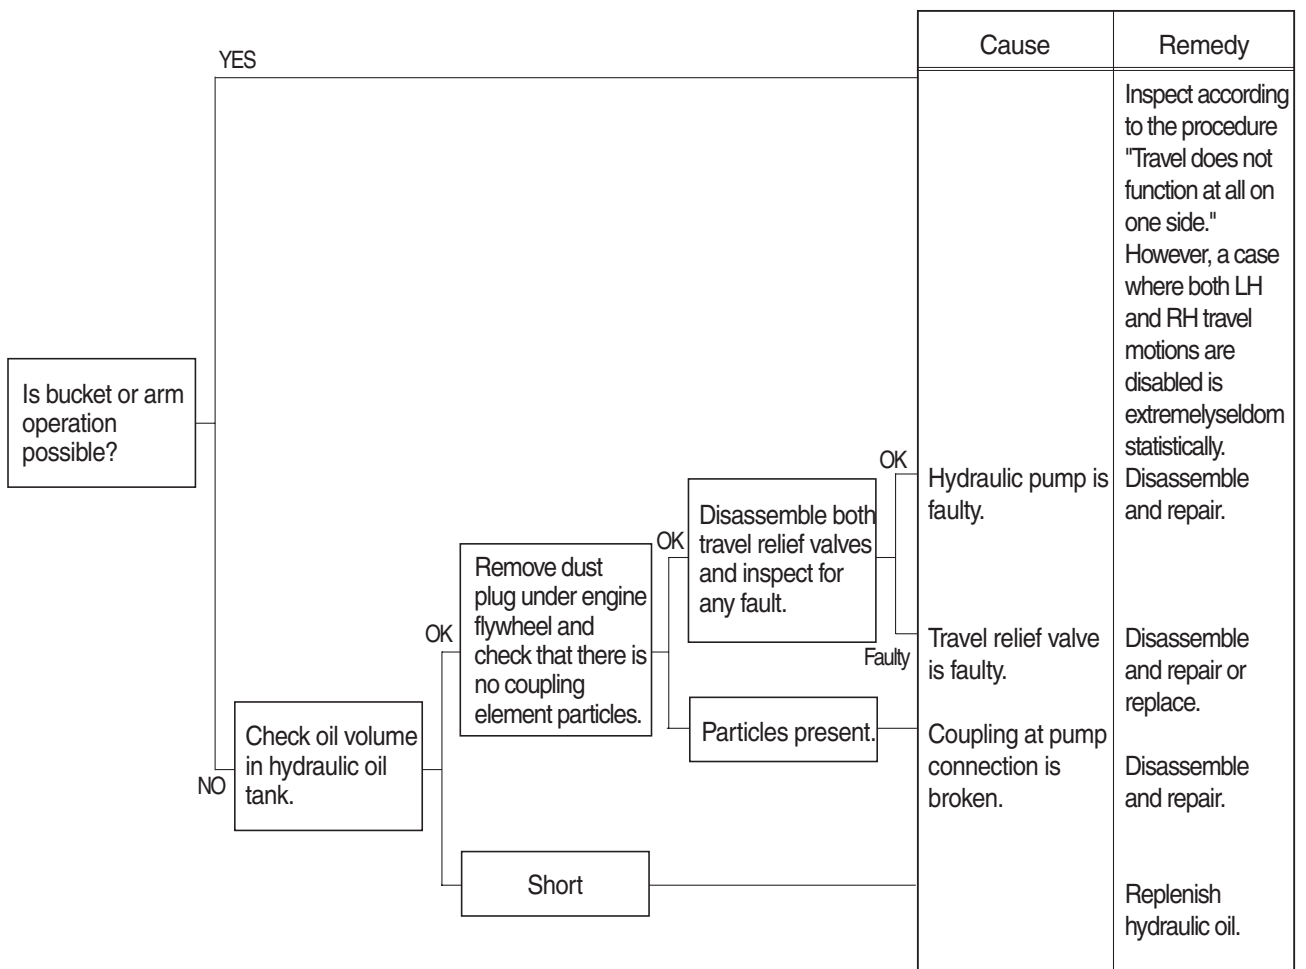 YES
Cause
Remedy
Inspect according
to the procedure
"Travel does not
function at all on
one side."
However, a case
where both LH
and RH travel
motions are
disabled is
extremelyseldom
statistically.
Is bucket or arm
operation
possible?
NO
Check oil volume
in hydraulic oil
tank.
OK
Remove dust
plug under engine
flywheel and
check that there is
no coupling
element particles.
OK
Disassemble both
travel relief valves
and inspect for
any fault.
OK
Hydraulic pump is
faulty.
Disassemble
and repair.
Faulty
Travel relief valve
is faulty.
Disassemble
and repair or
replace.
Particles present.
Coupling at pump
connection is
broken.
Disassemble
and repair.
Short
Replenish
hydraulic oil.